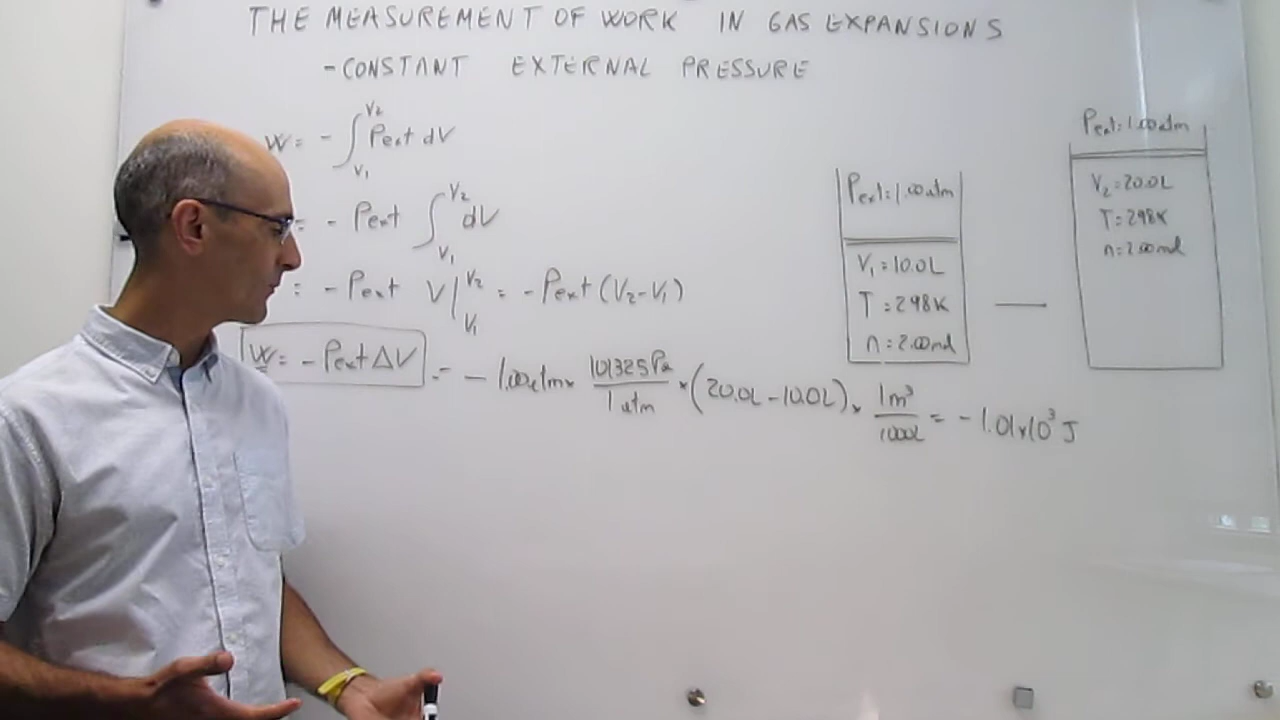 THE MEASUREMENT OF WORK IN GAS EXPANSIONS
- CONSTANT EXTERNAL PRESSURE
W = - ∫_{V₁}^{V₂} Pext dV
= - Pext ∫_{V₁}^{V₂} dV
= - Pext V|_{V₁}^{V₂} = - Pext (V₂-V₁)
W = - Pext ΔV = - 1.00atm × 101325 Pa / 1 atm × (20.0L - 10.0L) × 1m³ / 1000L = - 1.01×10³ J
Pext = 1.00atm
V₁ = 10.0L
T = 298K
n = 2.00mol
Pext = 1.00atm
V₂ = 20.0L
T = 298K
n = 2.00mol